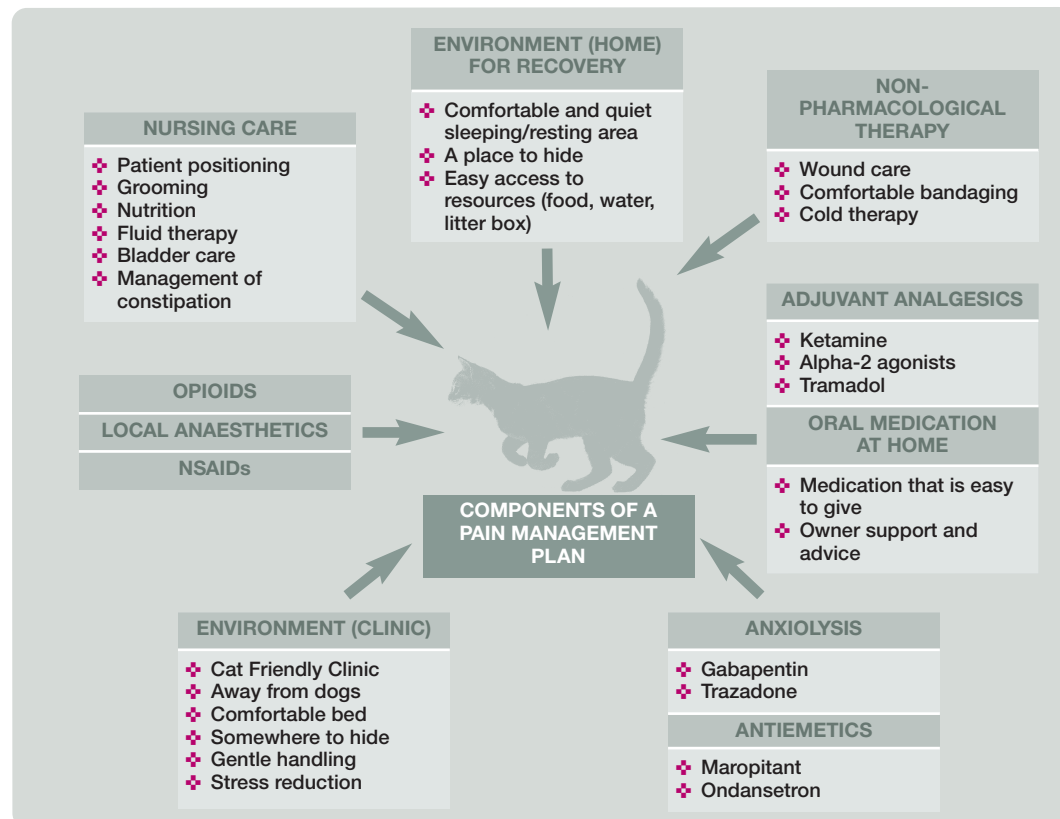 ENVIRONMENT (HOME)
FOR RECOVERY
Comfortable and quiet
sleeping/resting area
A place to hide
Easy access to
resources (food, water,
litter box)
NON-
PHARMACOLOGICAL
THERAPY
Wound care
Comfortable bandaging
Cold therapy
NURSING CARE
Patient positioning
Grooming
Nutrition
Fluid therapy
Bladder care
Management of
constipation
ADJUVANT ANALGESICS
Ketamine
Alpha-2 agonists
Tramadol
OPIOIDS
LOCAL ANAESTHETICS
NSAIDs
ORAL MEDICATION
AT HOME
Medication that is easy
to give
Owner support and
advice
COMPONENTS OF A
PAIN MANAGEMENT
PLAN
ENVIRONMENT (CLINIC)
Cat Friendly Clinic
Away from dogs
Comfortable bed
Somewhere to hide
Gentle handling
Stress reduction
ANXIOLYSIS
Gabapentin
Trazadone
ANTIEMETICS
Maropitant
Ondansetron